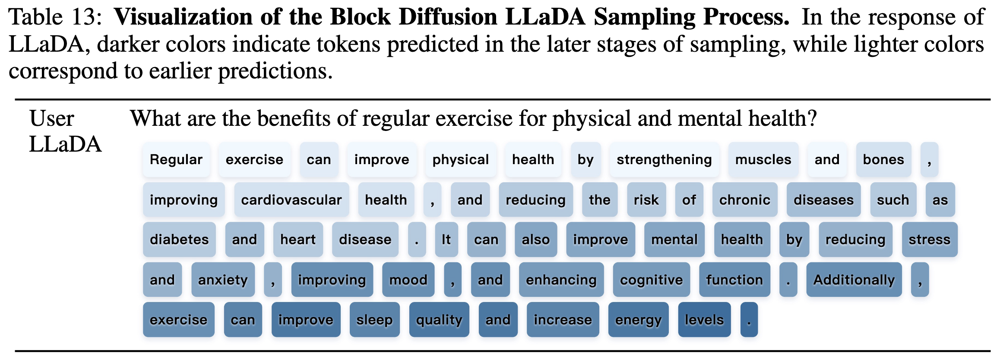 Table 13: Visualization of the Block Diffusion LLaDA Sampling Process. In the response of
LLaDA, darker colors indicate tokens predicted in the later stages of sampling, while lighter colors
correspond to earlier predictions.
User What are the benefits of regular exercise for physical and mental health?
LLaDA
Regular exercise can improve physical health by strengthening muscles and bones ,
improving cardiovascular health , and reducing the risk of chronic diseases such as
diabetes and heart disease . It can also improve mental health by reducing stress
and anxiety , improving mood , and enhancing cognitive function . Additionally ,
exercise can improve sleep quality and increase energy levels .